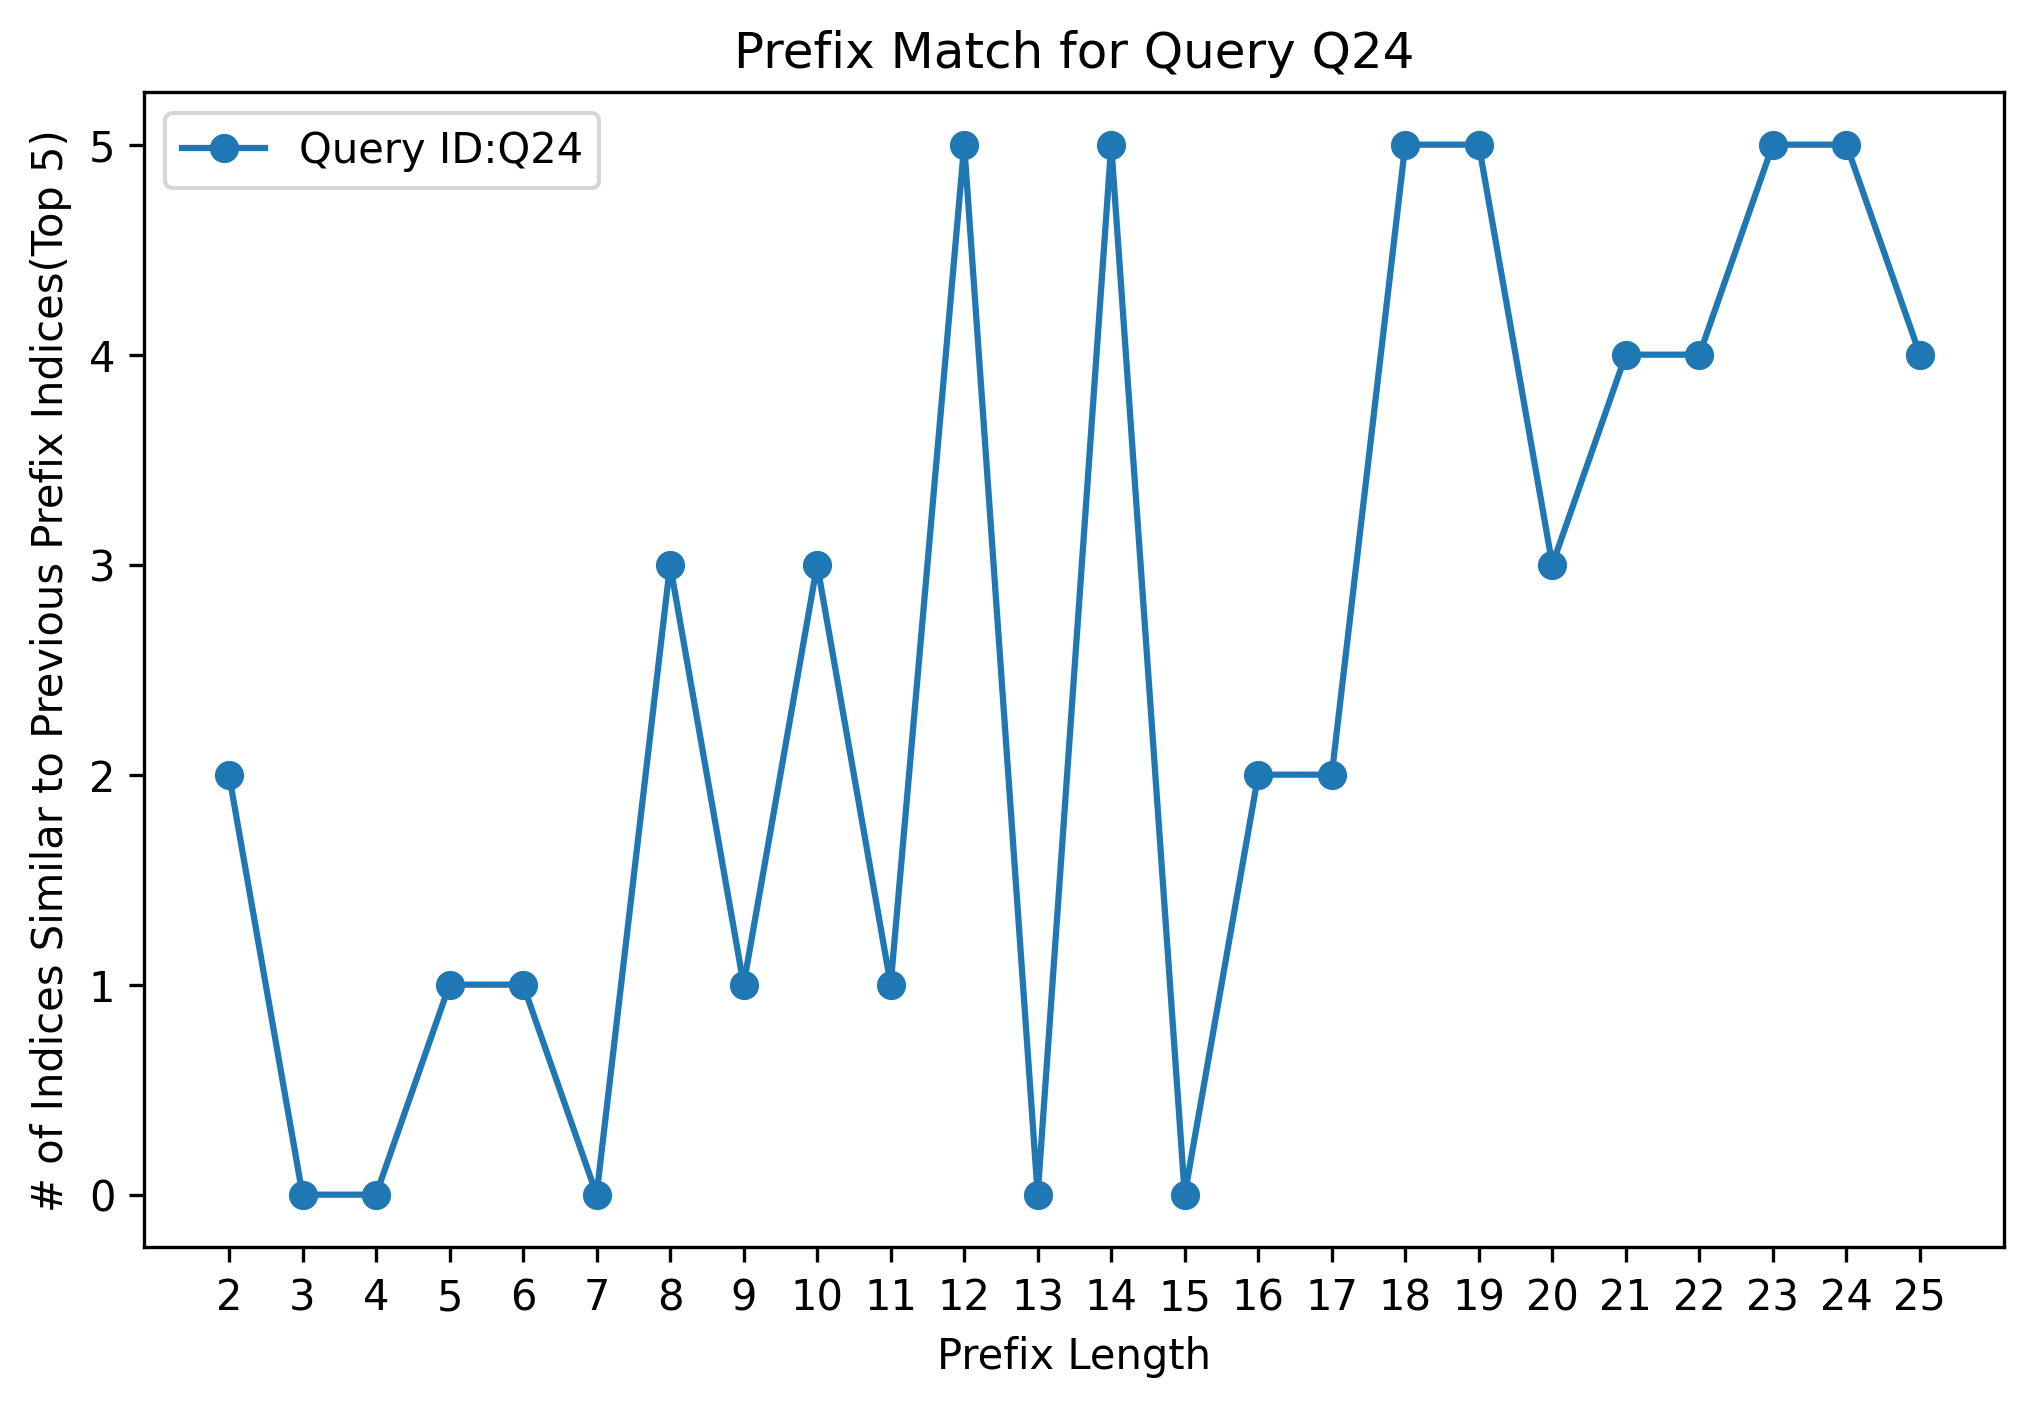 Prefix Match for Query Q24
Query ID:Q24
# of Indices Similar to Previous Prefix Indices(Top 5)
5
4
3
2
1
0
2 3 4 5 6 7 8 9 10 11 12 13 14 15 16 17 18 19 20 21 22 23 24 25
Prefix Length